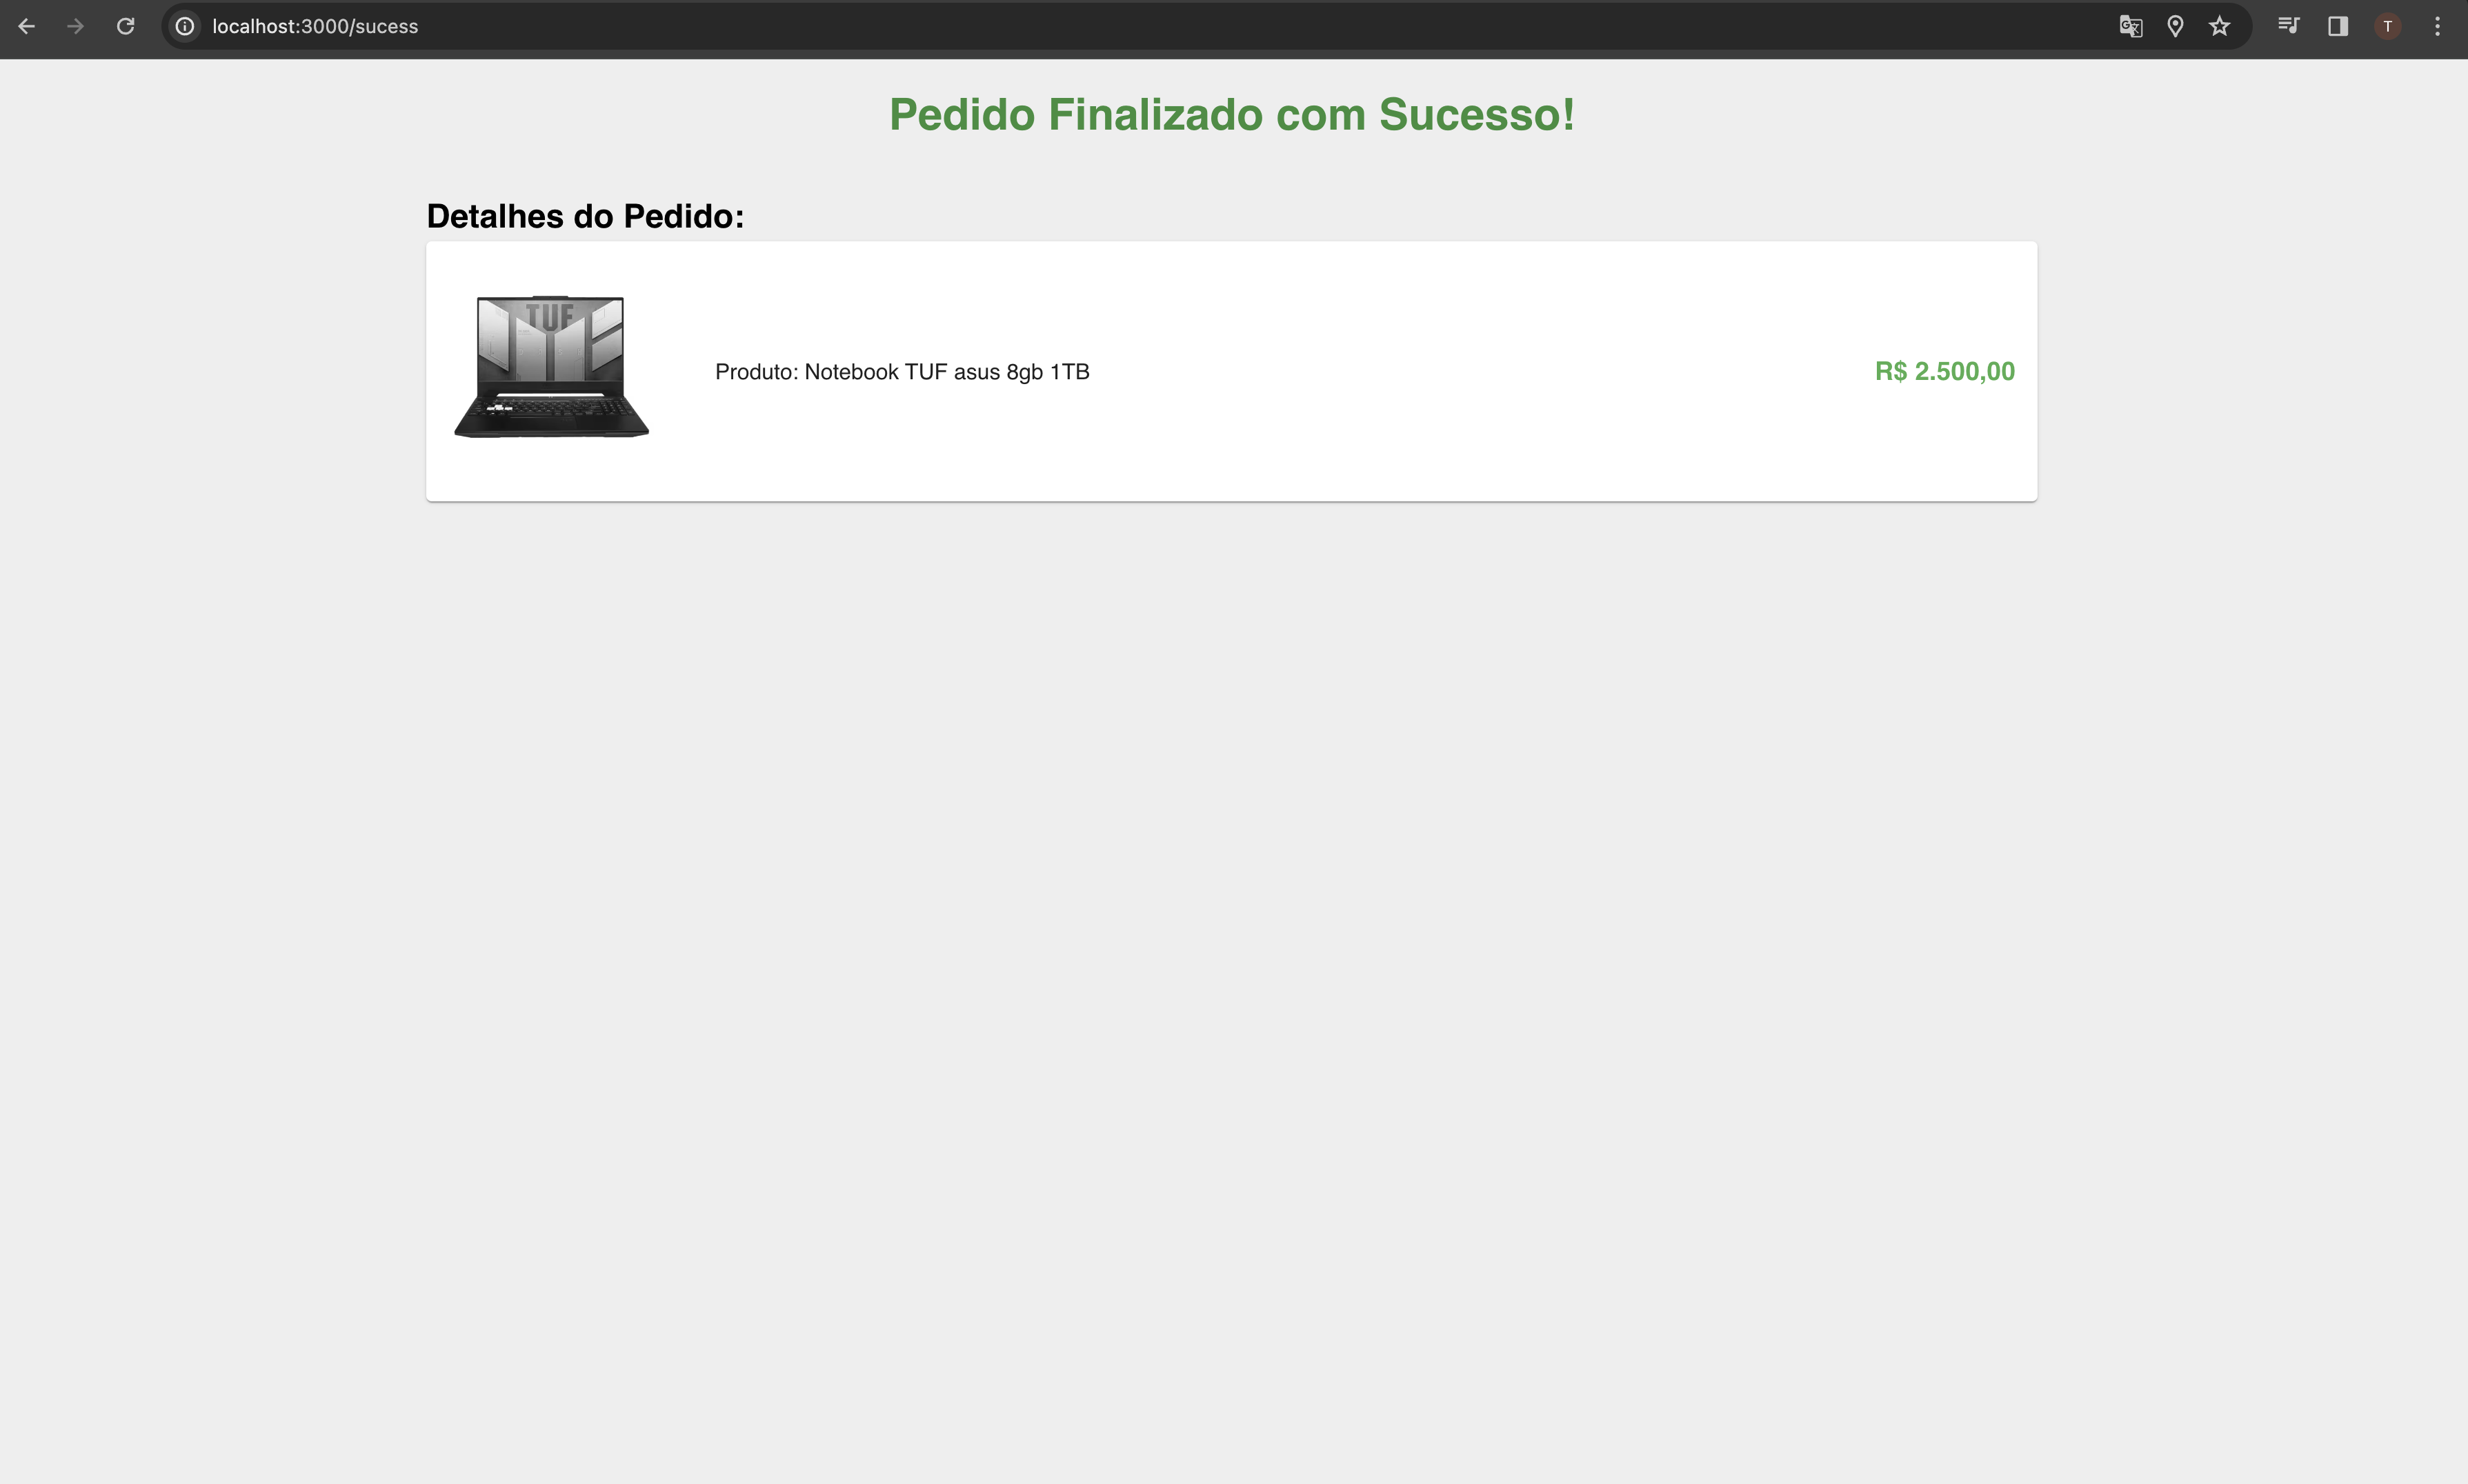 localhost:3000/sucess
T
Pedido Finalizado com Sucesso!
Detalhes do Pedido:
TUF
Produto: Notebook TUF asus 8gb 1TB
R$ 2.500,00